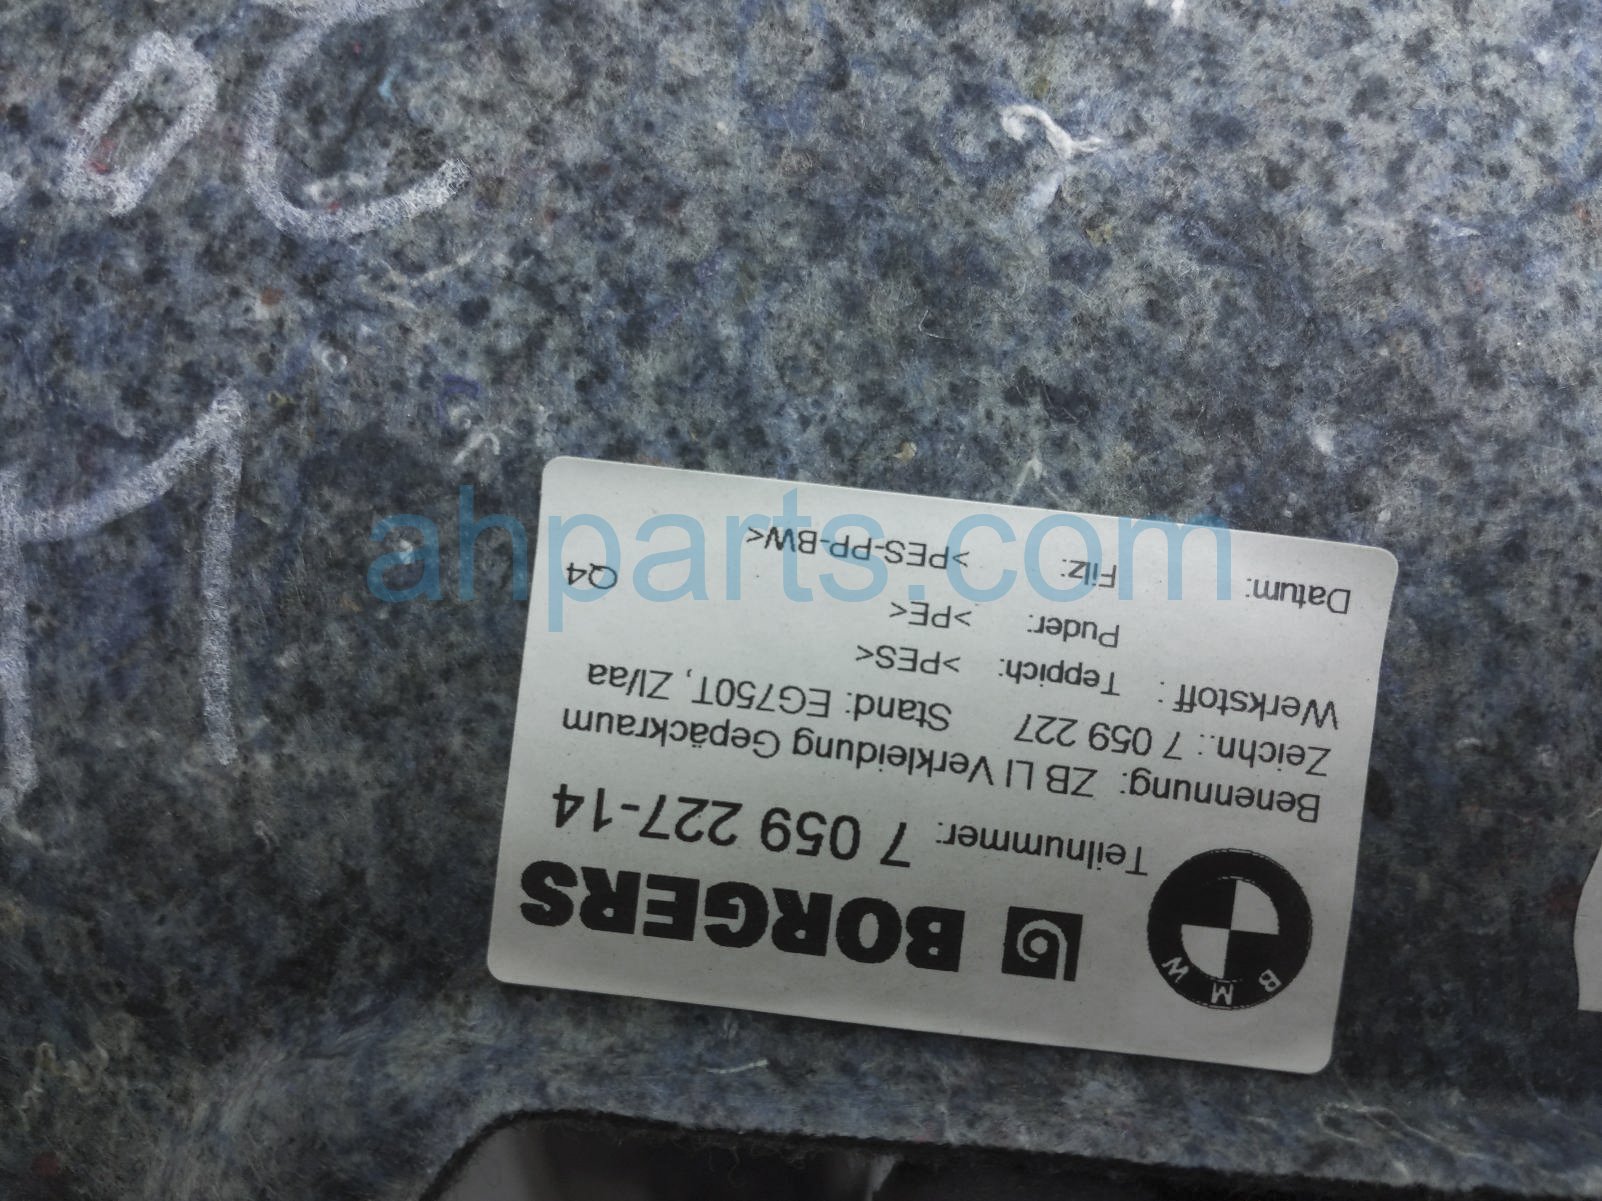 BMW
BORGERS
Teilnummer: 7 059 227-14
Benennung: ZB LI Verkleidung Gepäckraum
Zeichn.: 7 059 227 Stand: EG750T, ZI/aa
Werkstoff : Teppich: >PES<
Puder: >PE<
Datum: Filz: >PES-PP-BW< Q4
ahparts.com